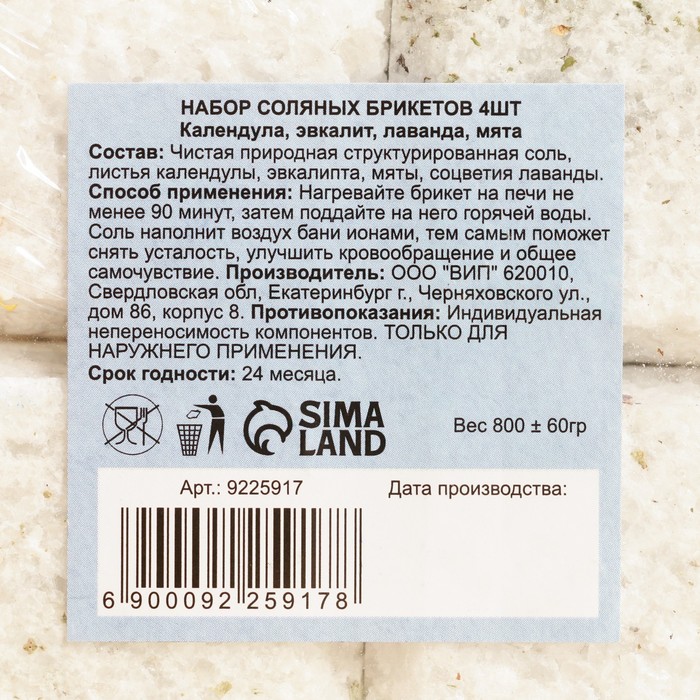 НАБОР СОЛЯНЫХ БРИКЕТОВ 4ШТ
Календула, эвкалит, лаванда, мята
Состав: Чистая природная структурированная соль,
листья календулы, эвкалипта, мяты, соцветия лаванды.
Способ применения: Нагревайте брикет на печи не
менее 90 минут, затем поддайте на него горячей воды.
Соль наполнит воздух бани ионами, тем самым поможет
снять усталость, улучшить кровообращение и общее
самочувствие. Производитель: ООО "ВИП" 620010,
Свердловская обл, Екатеринбург г., Черняховского ул.,
дом 86, корпус 8. Противопоказания: Индивидуальная
непереносимость компонентов. ТОЛЬКО ДЛЯ
НАРУЖНЕГО ПРИМЕНЕНИЯ.
Срок годности: 24 месяца.
SIMA
LAND
Вес 800 ± 60гр
Арт.: 9225917
Дата производства:
6 900092 259178